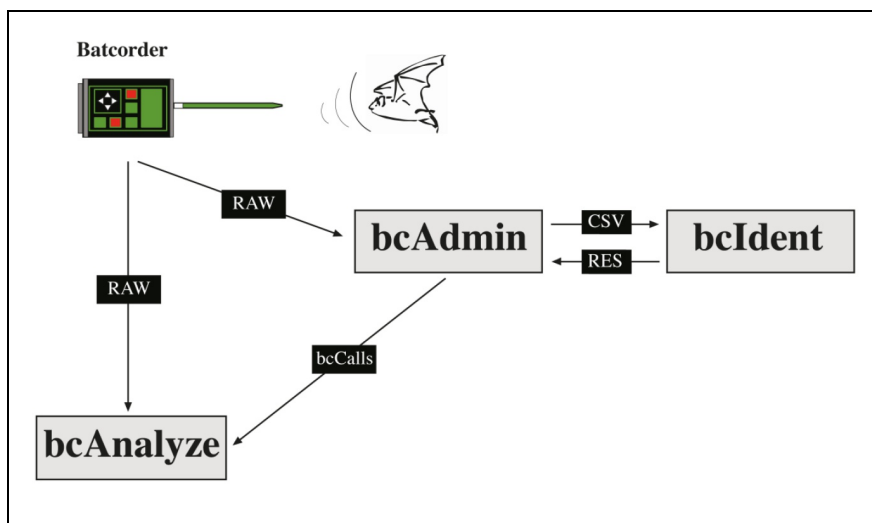 Batcorder
RAW
bcAdmin
CSV
bcIdent
RES
RAW
bcCalls
bcAnalyze